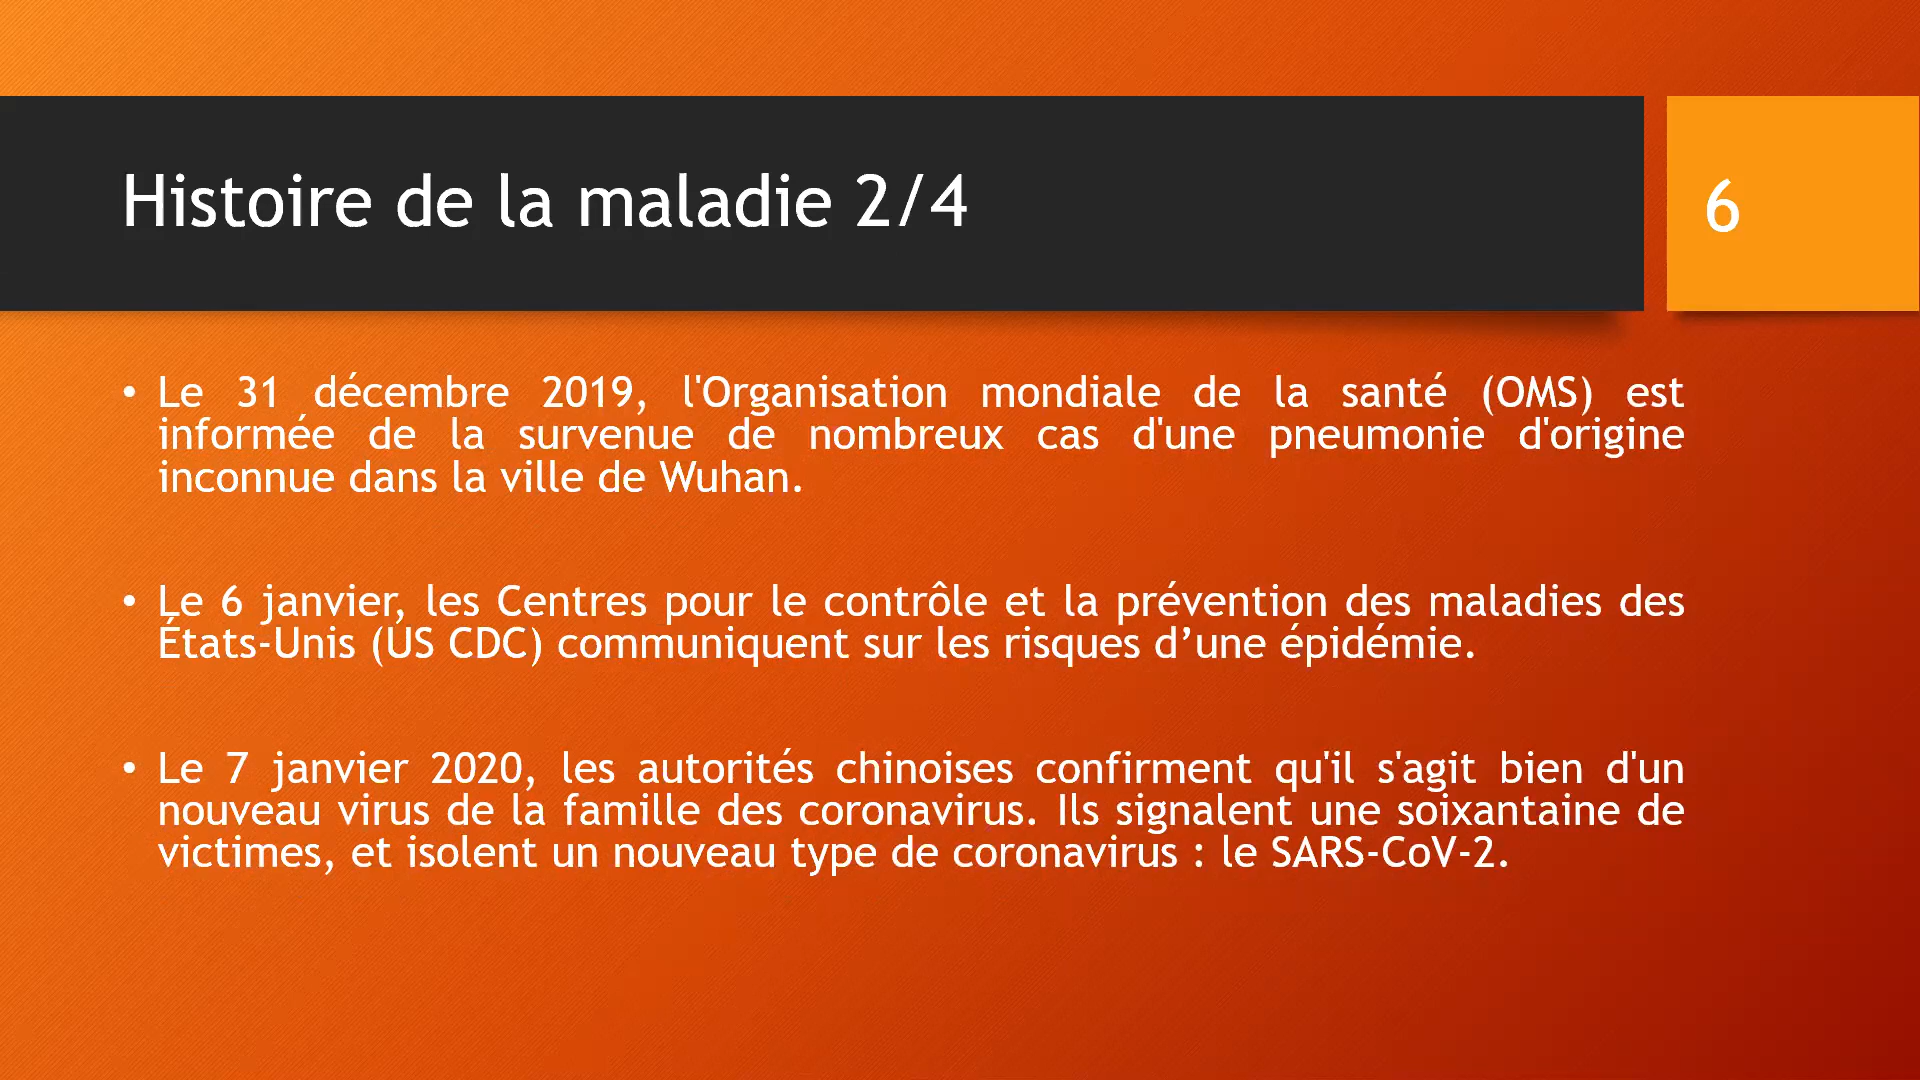 Histoire de la maladie 2/4
6
• Le 31 décembre 2019, l'Organisation mondiale de la santé (OMS) est
informée de la survenue de nombreux cas d'une pneumonie d'origine
inconnue dans la ville de Wuhan.
• Le 6 janvier, les Centres pour le contrôle et la prévention des maladies des
États-Unis (US CDC) communiquent sur les risques d’une épidémie.
• Le 7 janvier 2020, les autorités chinoises confirment qu'il s'agit bien d'un
nouveau virus de la famille des coronavirus. Ils signalent une soixantaine de
victimes, et isolent un nouveau type de coronavirus : le SARS-CoV-2.